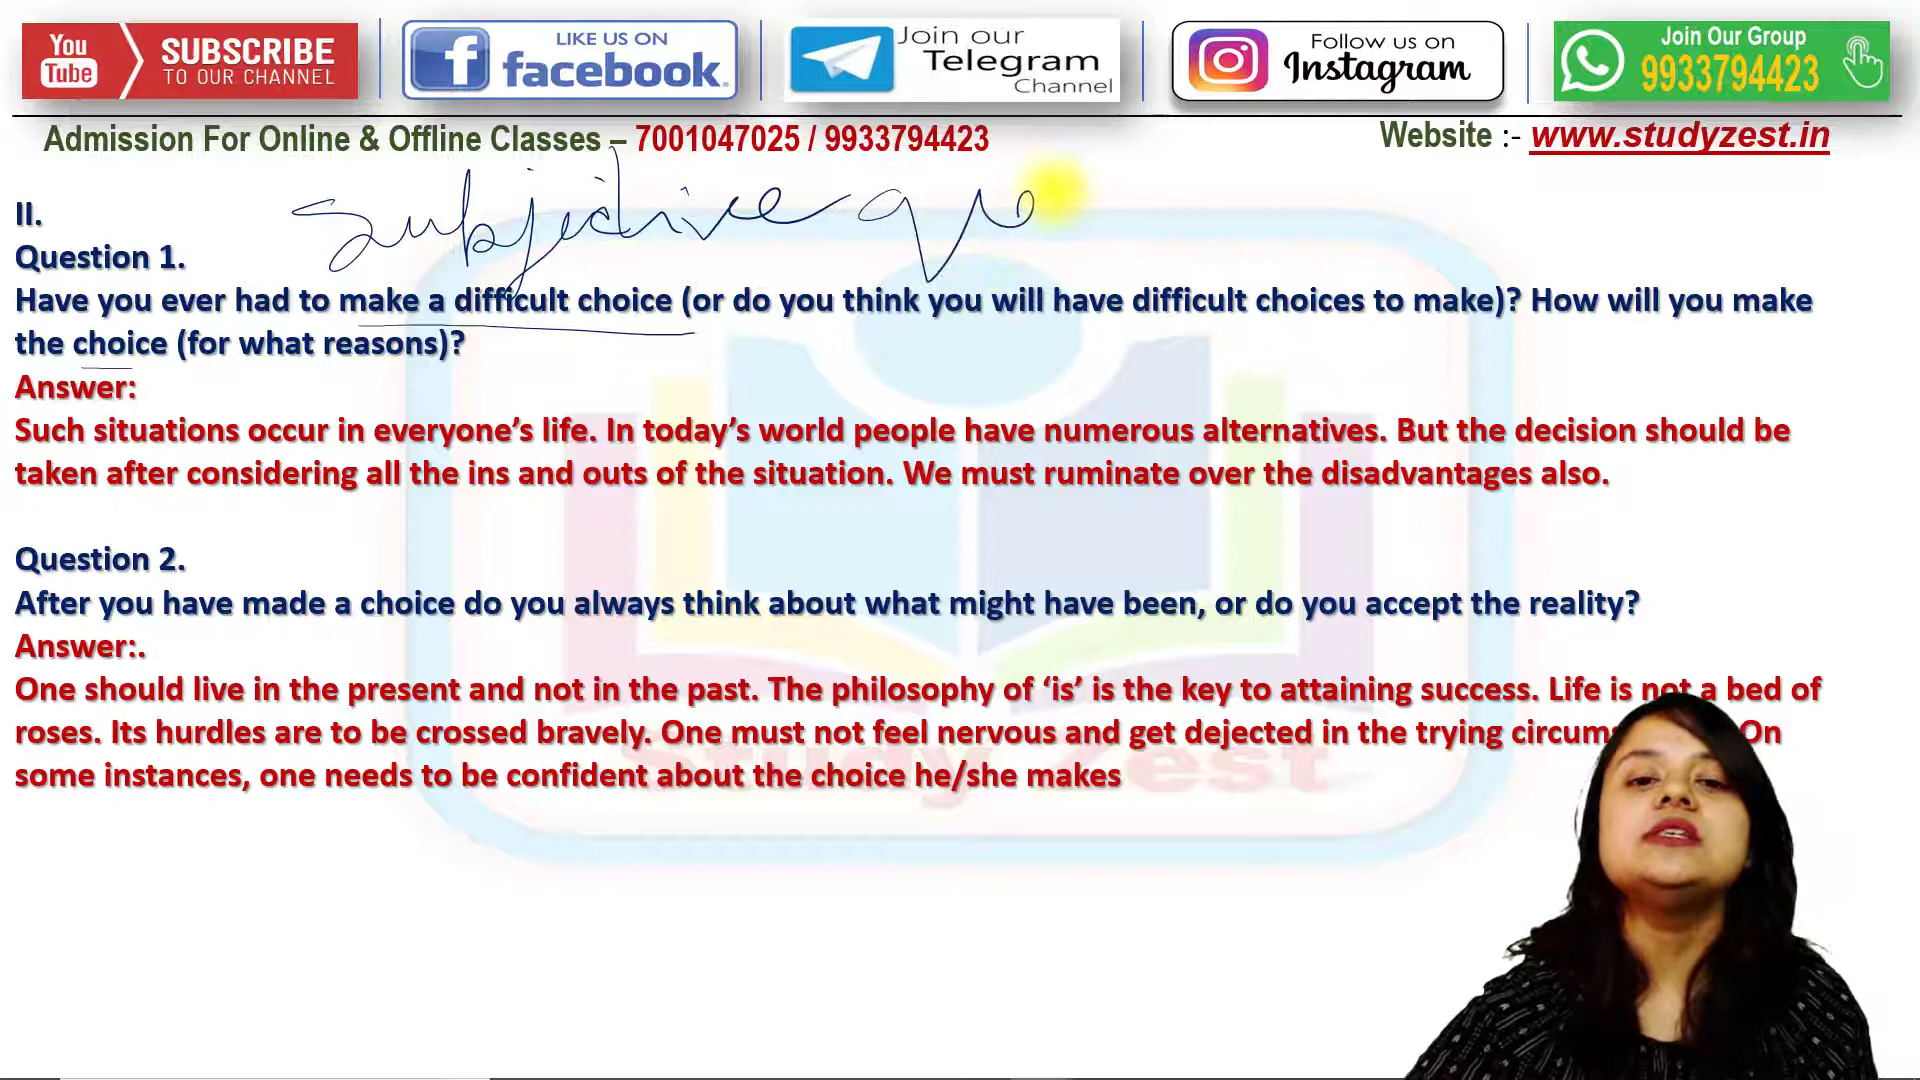 You Tube SUBSCRIBE TO OUR CHANNEL
LIKE US ON facebook.
Join our Telegram Channel
Follow us on Instagram
Join Our Group 9933794423
Admission For Online & Offline Classes – 7001047025 / 9933794423
Website :- www.studyzest.in
subjective
II.
Question 1.
Have you ever had to make a difficult choice (or do you think you will have difficult choices to make)? How will you make
the choice (for what reasons)?
Answer:
Such situations occur in everyone’s life. In today’s world people have numerous alternatives. But the decision should be
taken after considering all the ins and outs of the situation. We must ruminate over the disadvantages also.
Question 2.
After you have made a choice do you always think about what might have been, or do you accept the reality?
Answer:.
One should live in the present and not in the past. The philosophy of ‘is’ is the key to attaining success. Life is not a bed of
roses. Its hurdles are to be crossed bravely. One must not feel nervous and get dejected in the trying On
some instances, one needs to be confident about the choice he/she makes
Study Zest